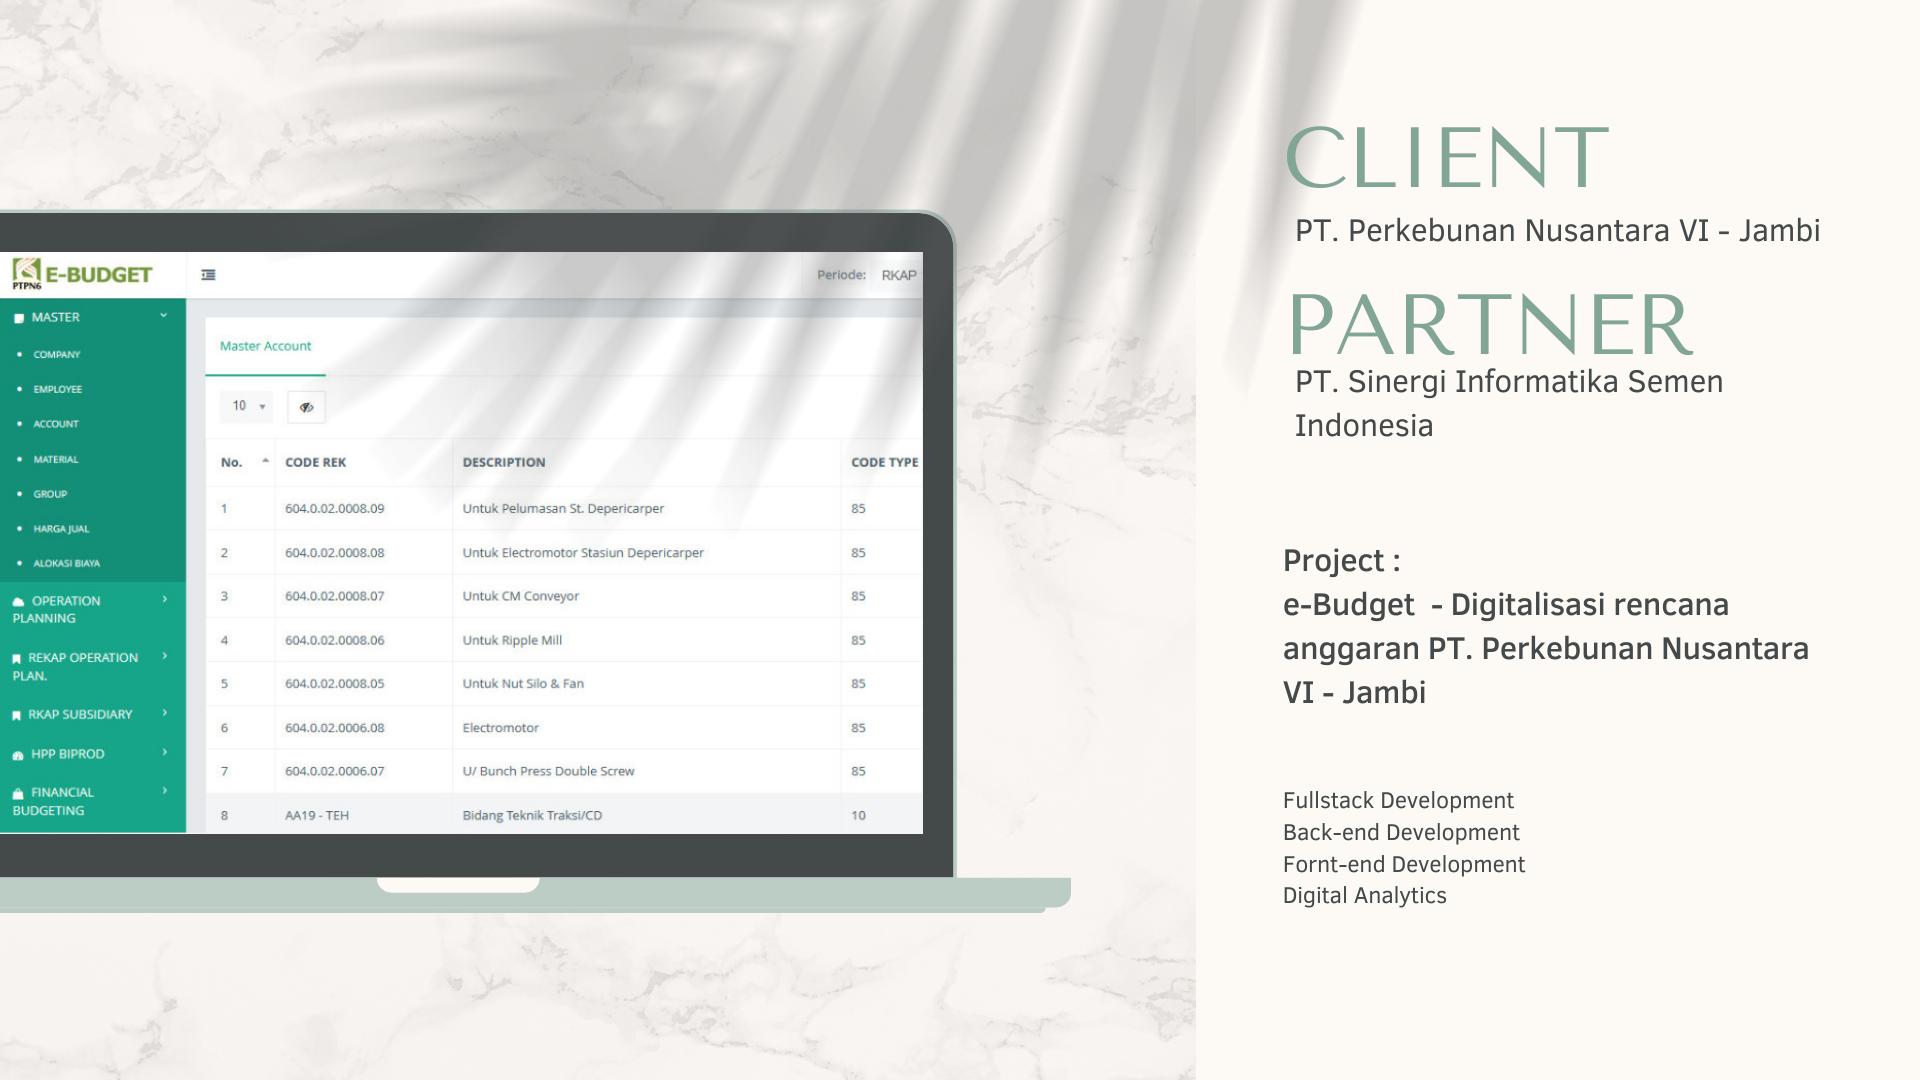 CLIENT
PT. Perkebunan Nusantara VI - Jambi
PARTNER
PT. Sinergi Informatika Semen
Indonesia
Project :
e-Budget - Digitalisasi rencana
anggaran PT. Perkebunan Nusantara
VI - Jambi
Fullstack Development
Back-end Development
Fornt-end Development
Digital Analytics
PTPN6
E-BUDGET
Periode: RKAP
MASTER
COMPANY
EMPLOYEE
ACCOUNT
MATERIAL
GROUP
HARGA JUAL
ALOKASI BIAYA
OPERATION
PLANNING
REKAP OPERATION
PLAN.
RKAP SUBSIDIARY
HPP BIPROD
FINANCIAL
BUDGETING
Master Account
10
No. CODE REK DESCRIPTION CODE TYPE
1 604.0.02.0008.09 Untuk Pelumasan St. Depericarper 85
2 604.0.02.0008.08 Untuk Electromotor Stasiun Depericarper 85
3 604.0.02.0008.07 Untuk CM Conveyor 85
4 604.0.02.0008.06 Untuk Ripple Mill 85
5 604.0.02.0008.05 Untuk Nut Silo & Fan 85
6 604.0.02.0006.08 Electromotor 85
7 604.0.02.0006.07 U/ Bunch Press Double Screw 85
8 AA19 - TEH Bidang Teknik Traksi/CD 10